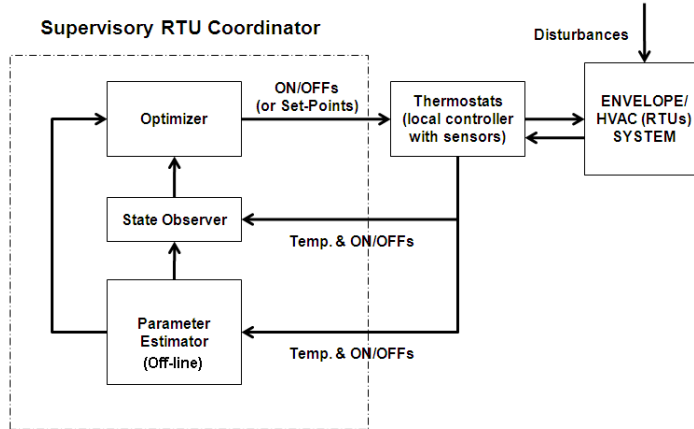 Supervisory RTU Coordinator
Disturbances
ON/OFFs
(or Set-Points)
Optimizer
Thermostats
(local controller
with sensors)
ENVELOPE/
HVAC (RTUs)
SYSTEM
State Observer
Temp. & ON/OFFs
Parameter
Estimator
(Off-line)
Temp. & ON/OFFs